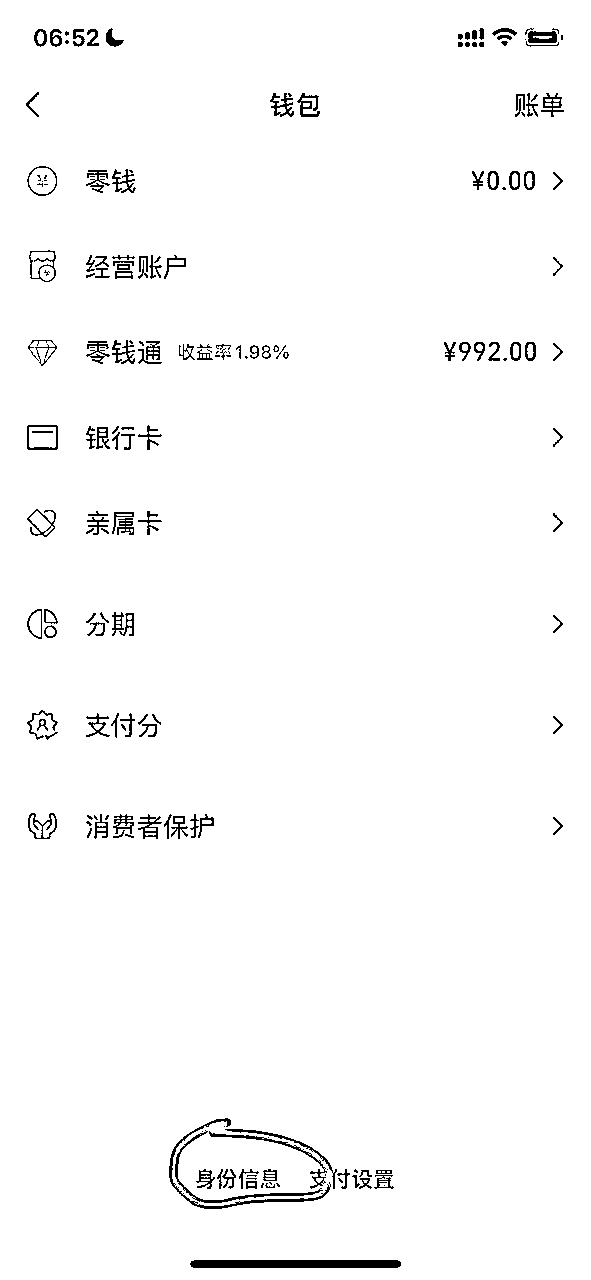 06:52
钱包 账单
零钱 ¥0.00
经营账户
零钱通 收益率1.98% ¥992.00
银行卡
亲属卡
分期
支付分
消费者保护
身份信息 支付设置